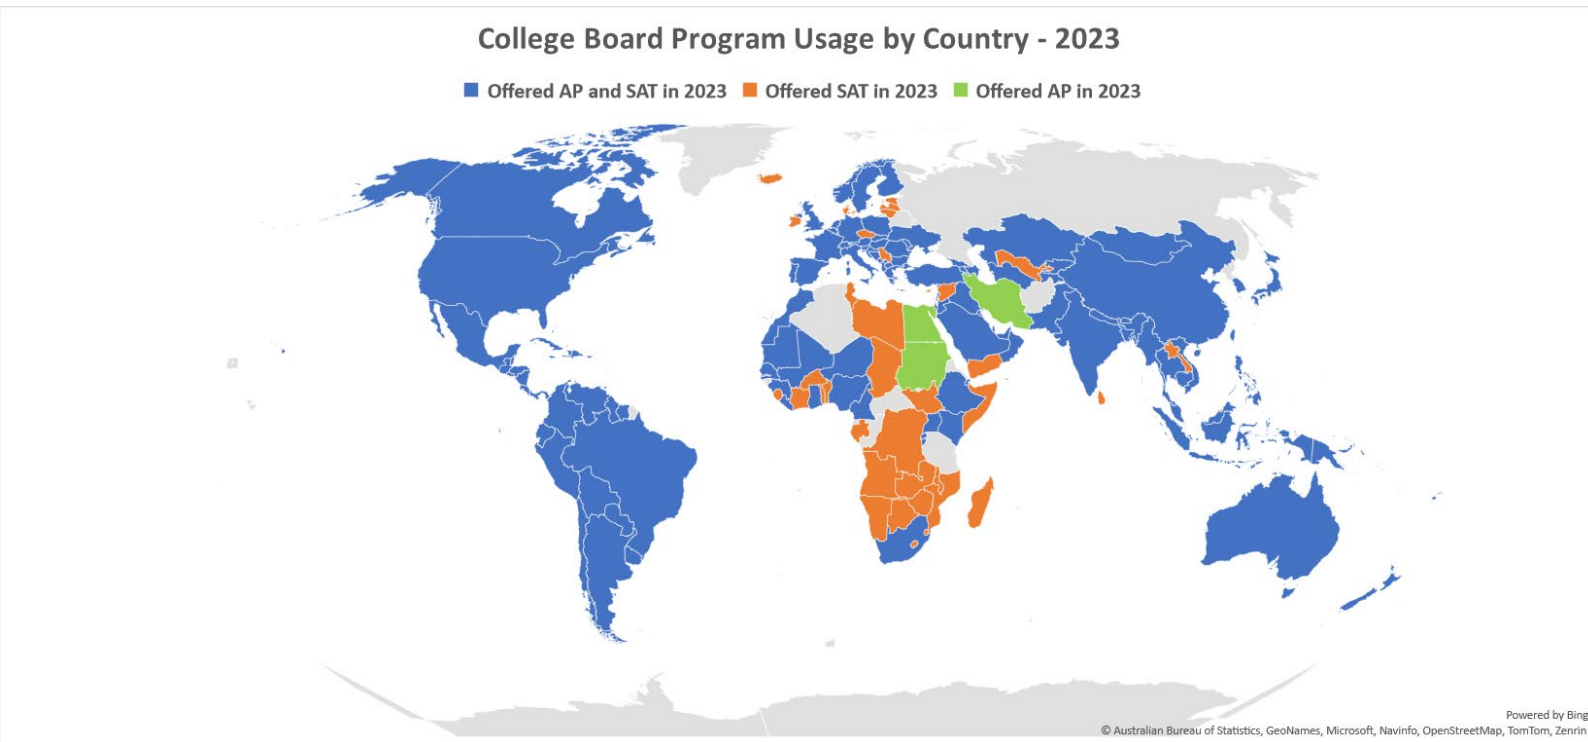 College Board Program Usage by Country - 2023
Offered AP and SAT in 2023 Offered SAT in 2023 Offered AP in 2023
Powered by Bing
© Australian Bureau of Statistics, GeoNames, Microsoft, Navinfo, OpenStreetMap, TomTom, Zenrin